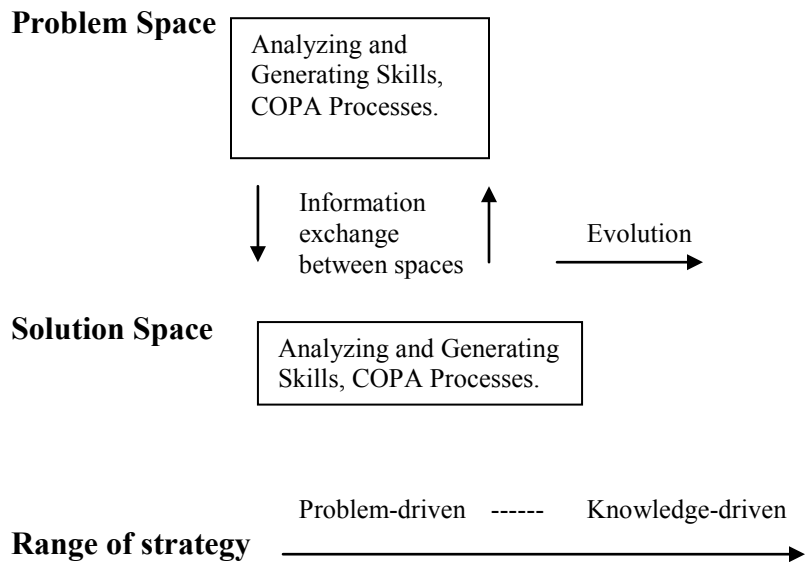 Problem Space
Analyzing and
Generating Skills,
COPA Processes.
Information
exchange
between spaces
Evolution
Solution Space
Analyzing and Generating
Skills, COPA Processes.
Problem-driven ------ Knowledge-driven
Range of strategy